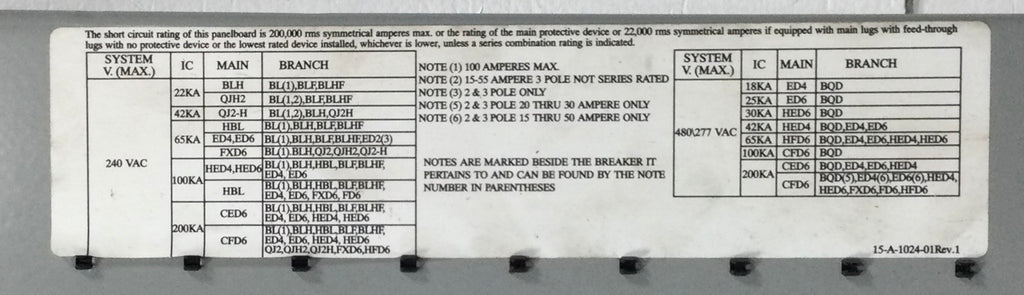 The short circuit rating of this panelboard is 200,000 rms symmetrical amperes max. or the rating of the main protective device or 22,000 rms symmetrical amperes if equipped with main lugs with feed-through
lugs with no protective device or the lowest rated device installed, whichever is lower, unless a series combination rating is indicated.
SYSTEM V. (MAX.) IC MAIN BRANCH
240 VAC
22KA BLH BL(1),BLF,BLHF
QJH2 BL(1,2),BLF,BLHF
42KA QJ2-H BL(1,2),BLH,QJ2H
65KA HBL BL(1),BLH,BLF,BLHF
ED4,ED6 BL(1),BLH,BLF,BLHF,ED2(3)
FXD6 BL(1),BLH,QJ2,QJH2,QJ2-H
100KA HED4,HED6 BL(1),BLH,HBL,BLF,BLHF,
ED4, ED6
HBL BL(1),BLH,HBL,BLF,BLHF,
ED4, ED6, FXD6, FD6
200KA CED6 BL(1),BLH,HBL,BLF,BLHF,
ED4, ED6, HED4, HED6
CFD6 BL(1),BLH,HBL,BLF,BLHF,
ED4, ED6, HED4, HED6
QJ2,QJH2,QJ2H,FXD6,HFD6
NOTE (1) 100 AMPERES MAX.
NOTE (2) 15-55 AMPERE 3 POLE NOT SERIES RATED
NOTE (3) 2 & 3 POLE ONLY
NOTE (5) 2 & 3 POLE 20 THRU 30 AMPERE ONLY
NOTE (6) 2 & 3 POLE 15 THRU 50 AMPERE ONLY
NOTES ARE MARKED BESIDE THE BREAKER IT
PERTAINS TO AND CAN BE FOUND BY THE NOTE
NUMBER IN PARENTHESES
SYSTEM V. (MAX.) IC MAIN BRANCH
480\277 VAC
18KA ED4 BQD
25KA ED6 BQD
30KA HED6 BQD
42KA HED4 BQD,ED4,ED6
65KA HFD6 BQD,ED4,ED6,HED4,HED6
100KA CFD6 BQD
200KA CED6 BQD,ED4,ED6,HED4
CFD6 BQD(5),ED4(6),ED6(6),HED4,
HED6,FXD6,FD6,HFD6
15-A-1024-01Rev.1